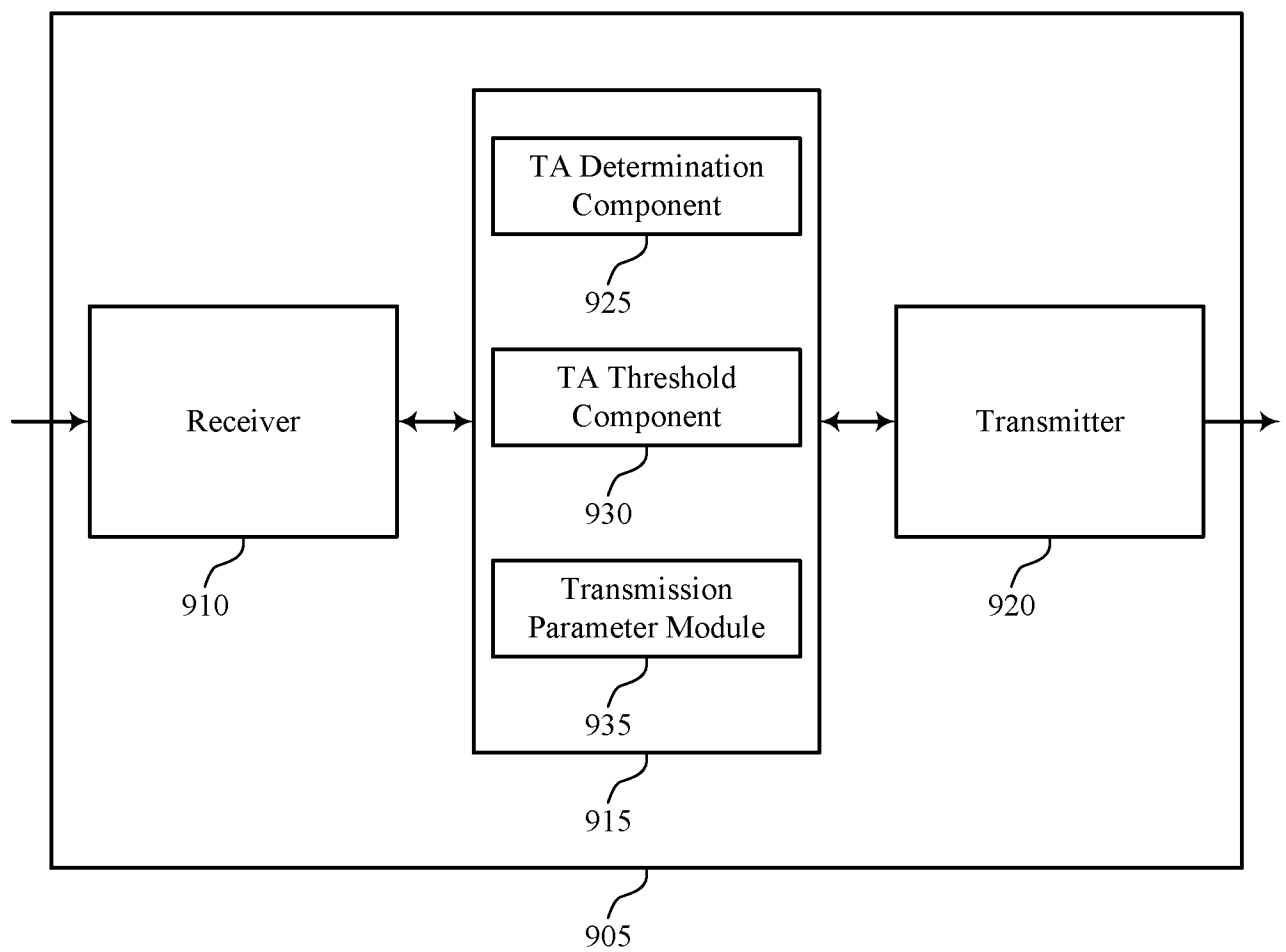 TA Determination
Component
925
Receiver
910
TA Threshold
Component
930
Transmission
Parameter Module
935
915
Transmitter
920
905